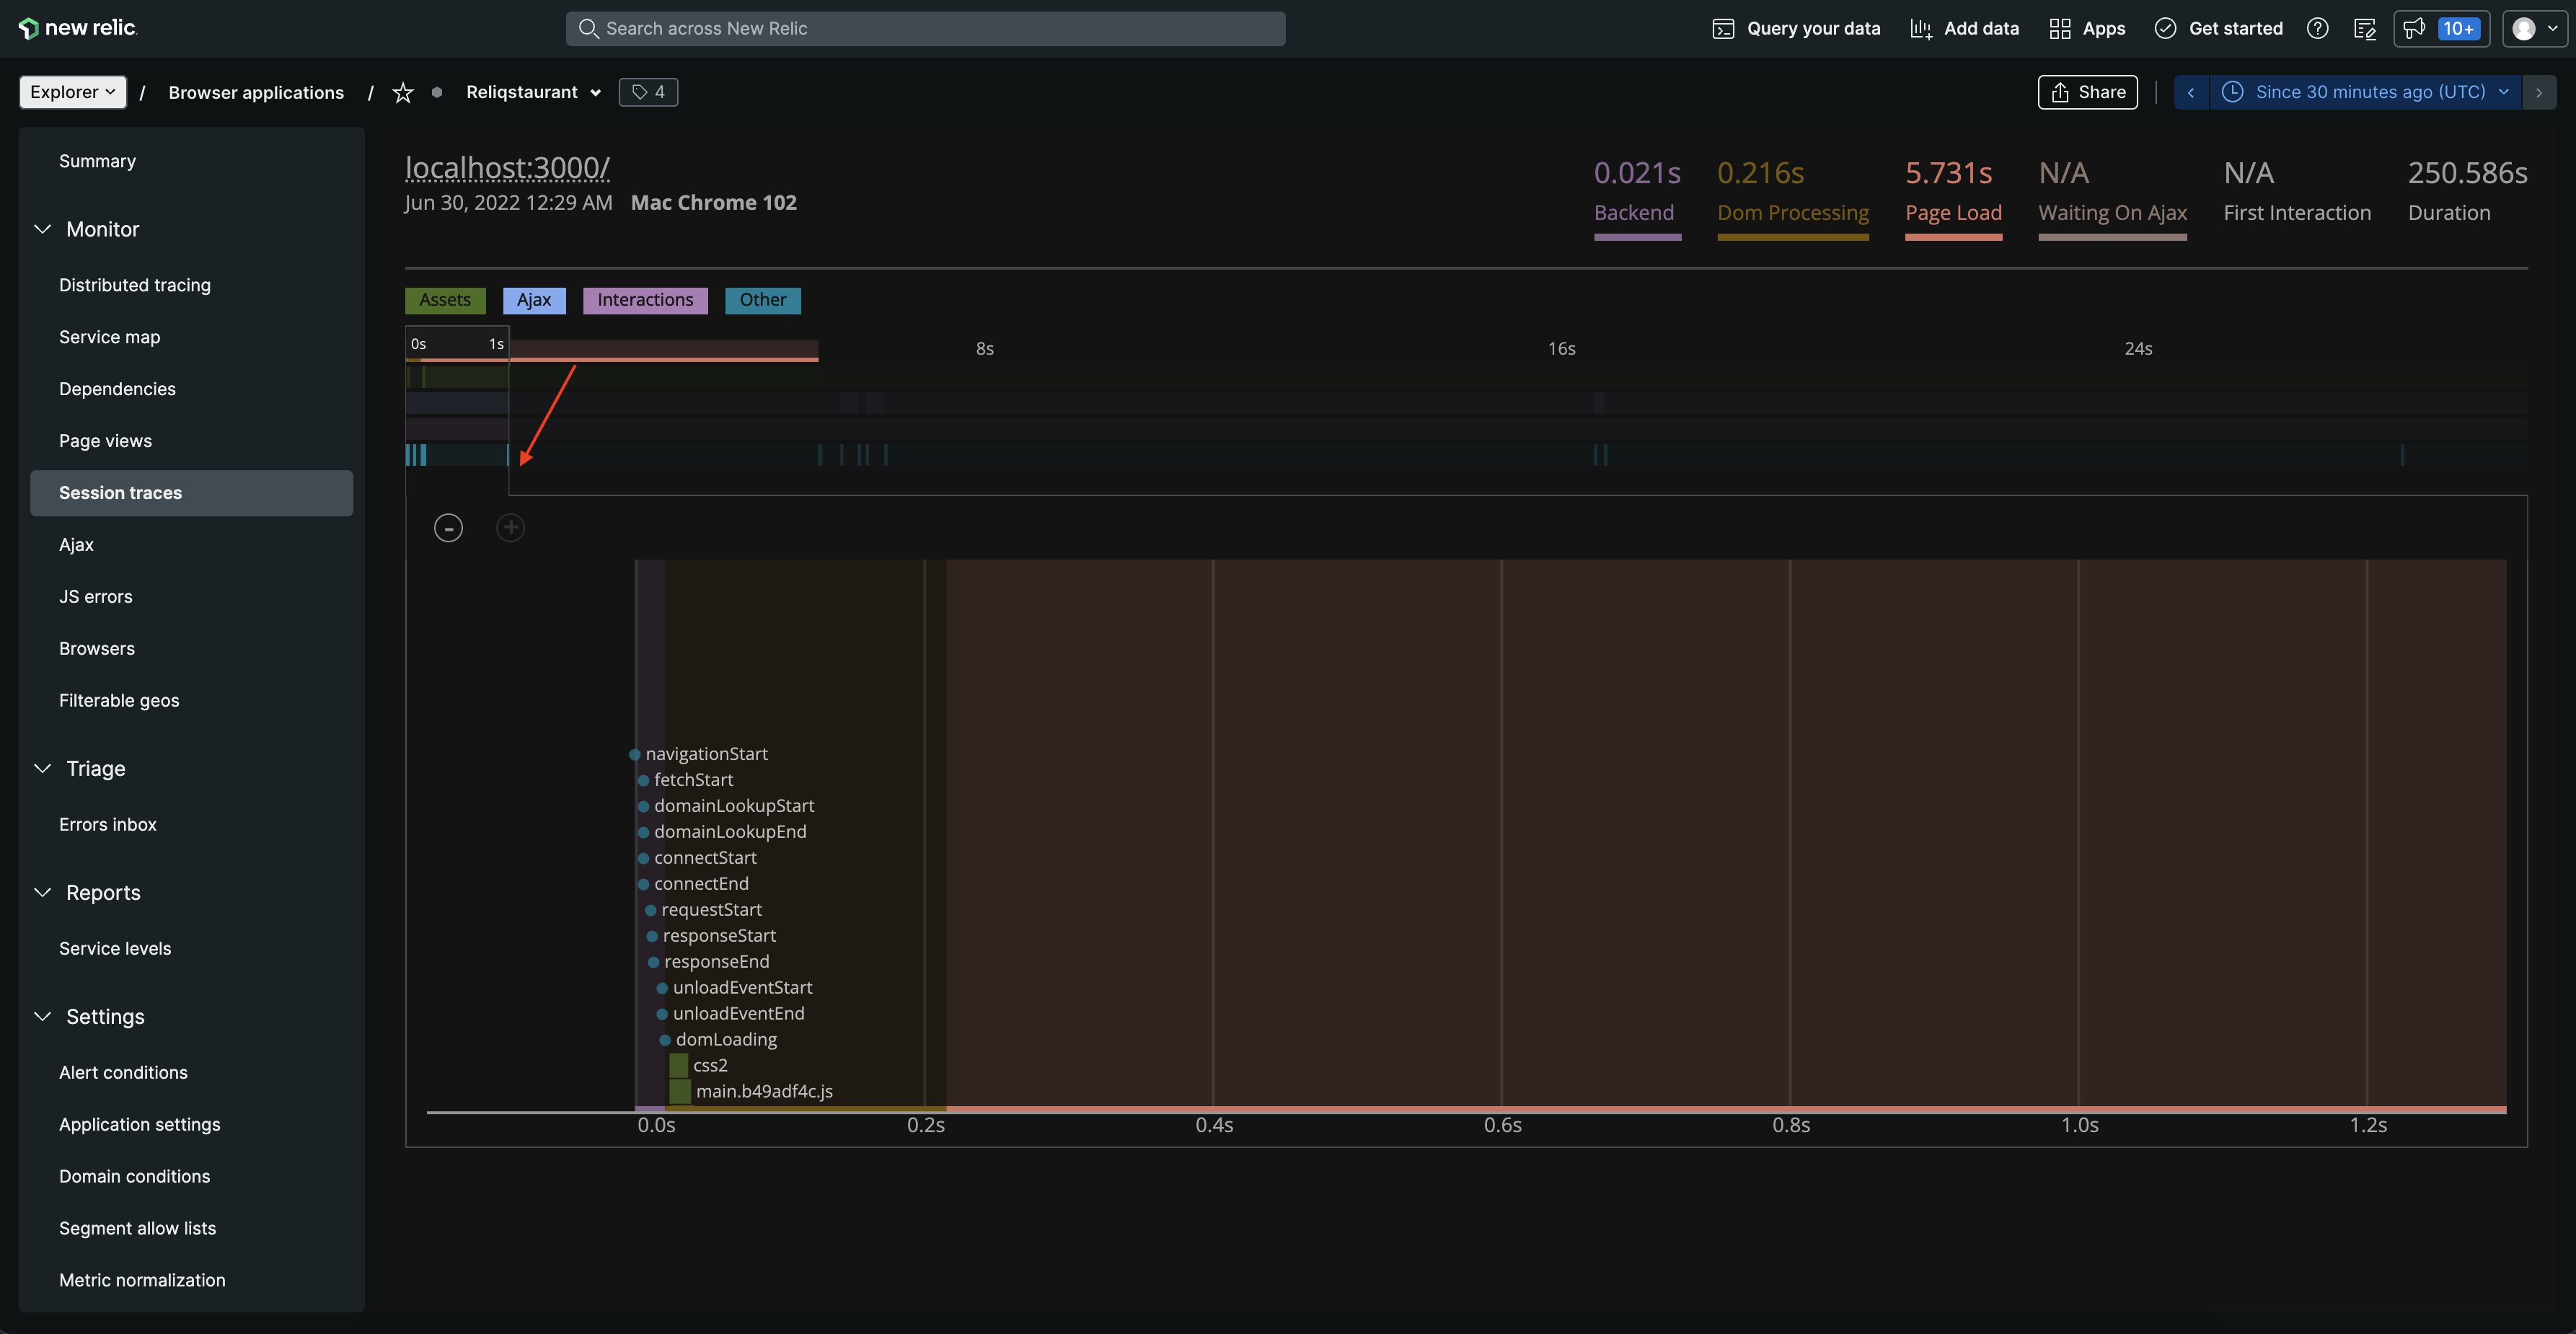 new relic
Search across New Relic
Query your data
Add data
Apps
Get started
10+
Explorer / Browser applications / Reliqstaurant 4
Share
Since 30 minutes ago (UTC)
Summary
Monitor
Distributed tracing
Service map
Dependencies
Page views
Session traces
Ajax
JS errors
Browsers
Filterable geos
Triage
Errors inbox
Reports
Service levels
Settings
Alert conditions
Application settings
Domain conditions
Segment allow lists
Metric normalization
localhost:3000/
Jun 30, 2022 12:29 AM Mac Chrome 102
0.021s
Backend
0.216s
Dom Processing
5.731s
Page Load
N/A
Waiting On Ajax
N/A
First Interaction
250.586s
Duration
Assets Ajax Interactions Other
0s 1s 8s 16s 24s
- +
navigationStart
fetchStart
domainLookupStart
domainLookupEnd
connectStart
connectEnd
requestStart
responseStart
responseEnd
unloadEventStart
unloadEventEnd
domLoading
css2
main.b49adf4c.js
0.0s 0.2s 0.4s 0.6s 0.8s 1.0s 1.2s